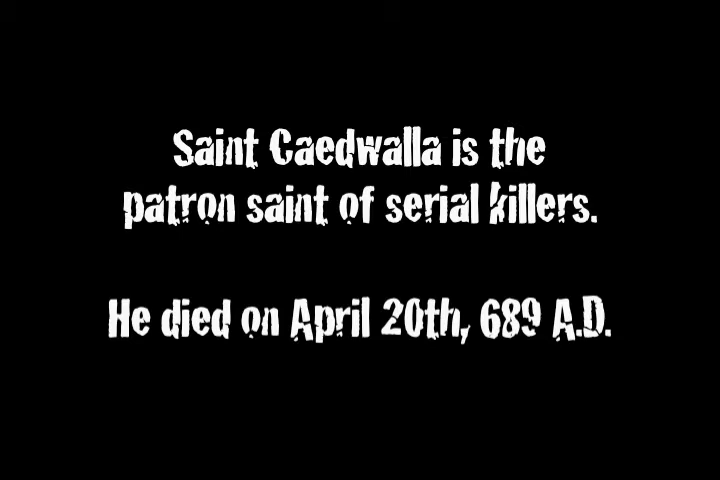 Saint Caedwalla is the
patron saint of serial killers.
He died on April 20th, 689 A.D.